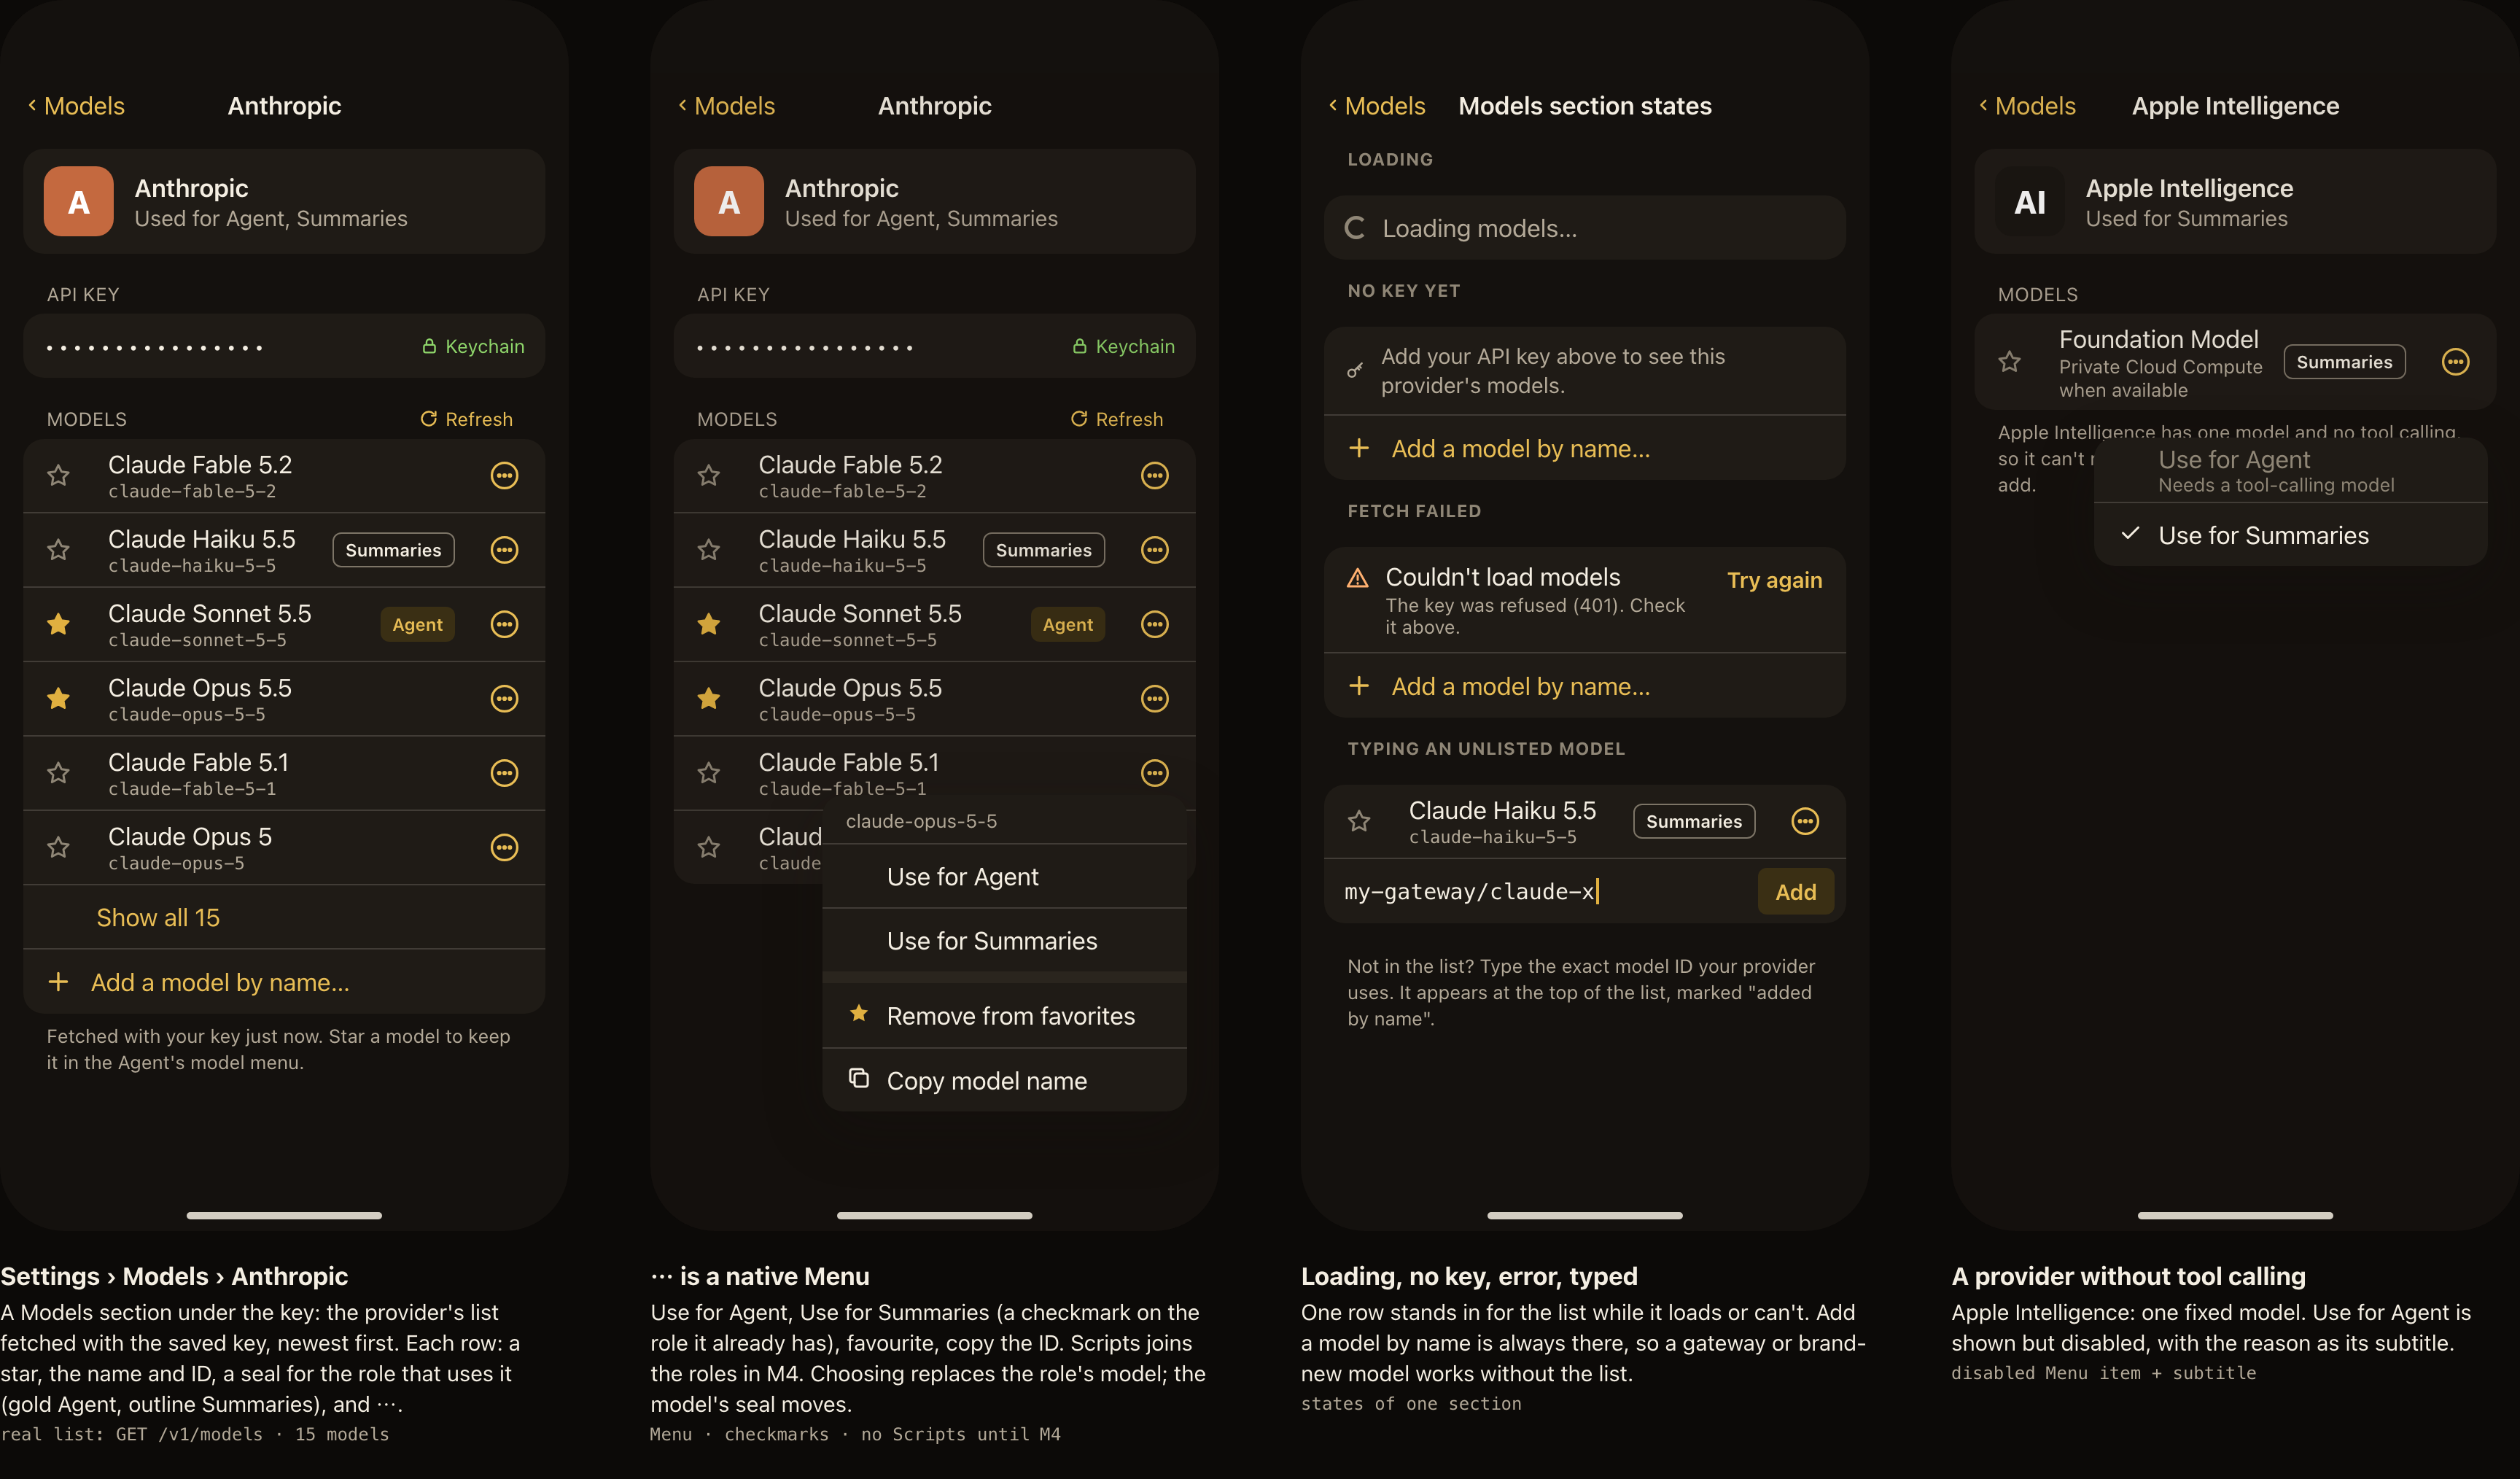 Models
Anthropic
A
Anthropic
Used for Agent, Summaries
API KEY
Keychain
MODELS
Refresh
Claude Fable 5.2
claude-fable-5-2
Claude Haiku 5.5
claude-haiku-5-5
Summaries
Claude Sonnet 5.5
claude-sonnet-5-5
Agent
Claude Opus 5.5
claude-opus-5-5
Claude Fable 5.1
claude-fable-5-1
Claude Opus 5
claude-opus-5
Show all 15
Add a model by name...
Fetched with your key just now. Star a model to keep
it in the Agent's model menu.
Settings › Models › Anthropic
A Models section under the key: the provider's list
fetched with the saved key, newest first. Each row: a
star, the name and ID, a seal for the role that uses it
(gold Agent, outline Summaries), and ···.
real list: GET /v1/models · 15 models
Models
Anthropic
A
Anthropic
Used for Agent, Summaries
API KEY
Keychain
MODELS
Refresh
Claude Fable 5.2
claude-fable-5-2
Claude Haiku 5.5
claude-haiku-5-5
Summaries
Claude Sonnet 5.5
claude-sonnet-5-5
Agent
Claude Opus 5.5
claude-opus-5-5
Claude Fable 5.1
claude-fable-5-1
Claud
claude
claude-opus-5-5
Use for Agent
Use for Summaries
Remove from favorites
Copy model name
··· is a native Menu
Use for Agent, Use for Summaries (a checkmark on the
role it already has), favourite, copy the ID. Scripts joins
the roles in M4. Choosing replaces the role's model; the
model's seal moves.
Menu · checkmarks · no Scripts until M4
Models
Models section states
LOADING
Loading models...
NO KEY YET
Add your API key above to see this
provider's models.
Add a model by name...
FETCH FAILED
Couldn't load models
Try again
The key was refused (401). Check
it above.
Add a model by name...
TYPING AN UNLISTED MODEL
Claude Haiku 5.5
claude-haiku-5-5
Summaries
my-gateway/claude-x
Add
Not in the list? Type the exact model ID your provider
uses. It appears at the top of the list, marked "added
by name".
Loading, no key, error, typed
One row stands in for the list while it loads or can't. Add
a model by name is always there, so a gateway or brand-
new model works without the list.
states of one section
Models
Apple Intelligence
AI
Apple Intelligence
Used for Summaries
MODELS
Foundation Model
Private Cloud Compute
when available
Summaries
Apple Intelligence has one model and no tool calling,
so it can't
add.
Use for Agent
Needs a tool-calling model
Use for Summaries
A provider without tool calling
Apple Intelligence: one fixed model. Use for Agent is
shown but disabled, with the reason as its subtitle.
disabled Menu item + subtitle